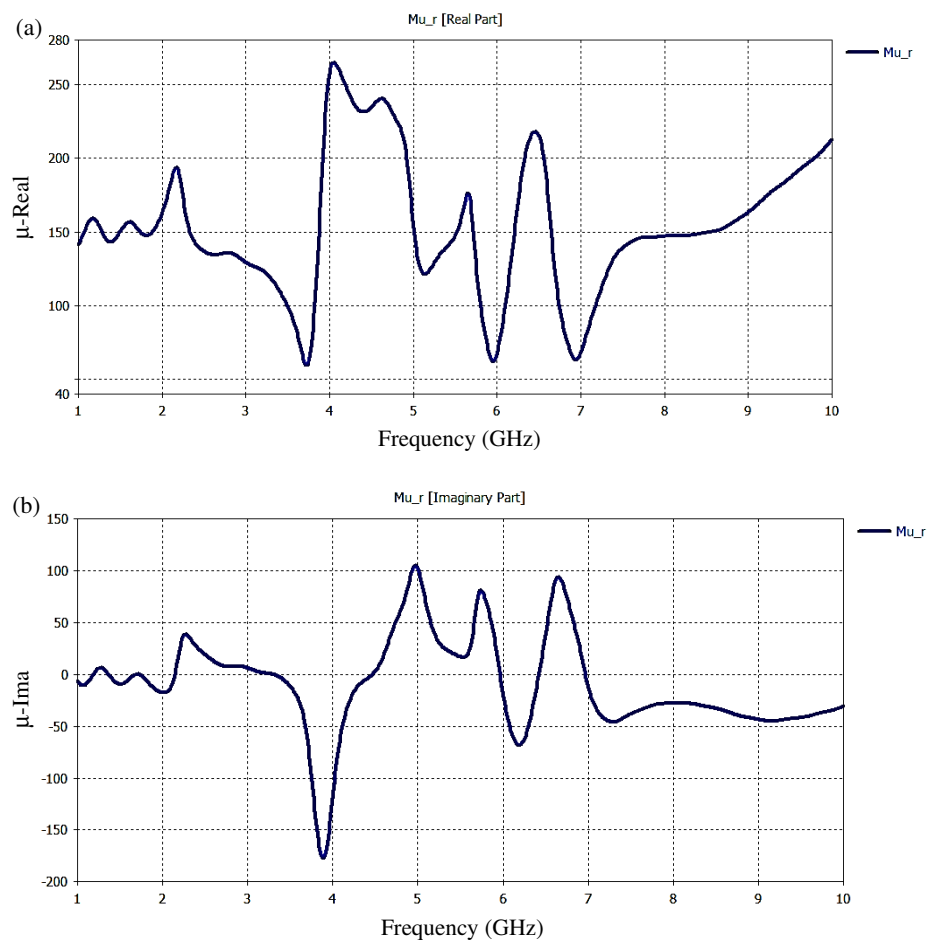 (a)
Mu_r [Real Part]
280
250
200
150
100
40
μ-Real
1 2 3 4 5 6 7 8 9 10
Frequency (GHz)
Mu_r
(b)
Mu_r [Imaginary Part]
150
100
50
0
-50
-100
-150
-200
μ-Ima
1 2 3 4 5 6 7 8 9 10
Frequency (GHz)
Mu_r